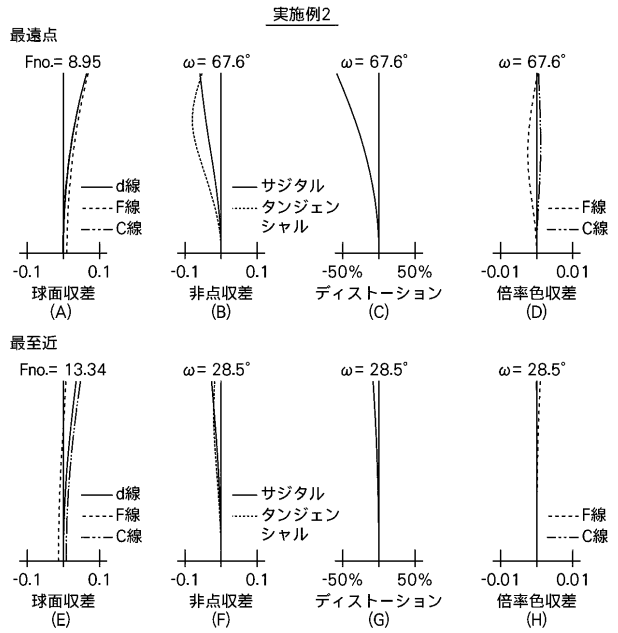 実施例2
最遠点
Fno.= 8.95
ω= 67.6°
ω= 67.6°
ω= 67.6°
d線
F線
C線
サジタル
タンジェン
シャル
F線
C線
-0.1 0.1
-0.1 0.1
-50% 50%
-0.01 0.01
球面収差
非点収差
ディストーション
倍率色収差
(A)
(B)
(C)
(D)
最至近
Fno.= 13.34
ω= 28.5°
ω= 28.5°
ω= 28.5°
d線
F線
C線
サジタル
タンジェン
シャル
F線
C線
-0.1 0.1
-0.1 0.1
-50% 50%
-0.01 0.01
球面収差
非点収差
ディストーション
倍率色収差
(E)
(F)
(G)
(H)